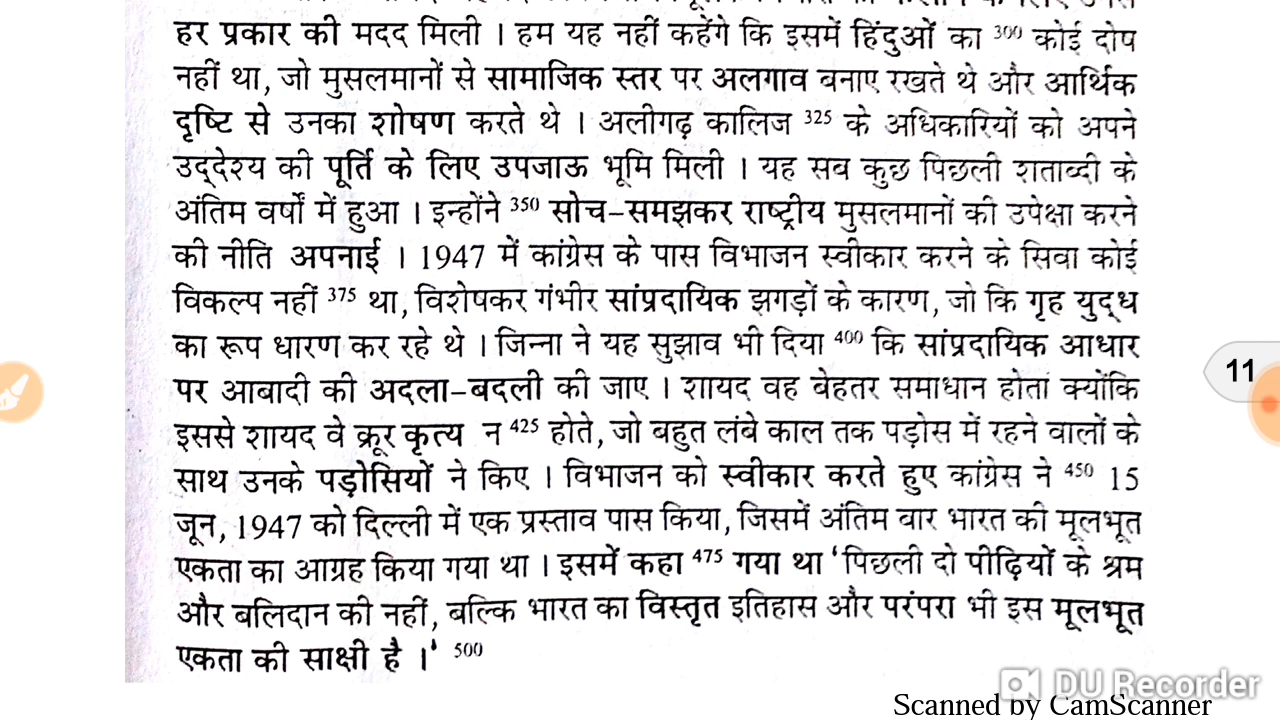 हर प्रकार की मदद मिली । हम यह नहीं कहेंगे कि इसमें हिंदुओं का 300 कोई दोष
नहीं था, जो मुसलमानों से सामाजिक स्तर पर अलगाव बनाए रखते थे और आर्थिक
दृष्टि से उनका शोषण करते थे । अलीगढ़ कालिज 325 के अधिकारियों को अपने
उद्देश्य की पूर्ति के लिए उपजाऊ भूमि मिली । यह सब कुछ पिछली शताब्दी के
अंतिम वर्षों में हुआ । इन्होंने 350 सोच-समझकर राष्ट्रीय मुसलमानों की उपेक्षा करने
की नीति अपनाई । 1947 में कांग्रेस के पास विभाजन स्वीकार करने के सिवा कोई
विकल्प नहीं 375 था, विशेषकर गंभीर सांप्रदायिक झगड़ों के कारण, जो कि गृह युद्ध
का रूप धारण कर रहे थे । जिन्ना ने यह सुझाव भी दिया 400 कि सांप्रदायिक आधार
पर आबादी की अदला-बदली की जाए । शायद वह बेहतर समाधान होता क्योंकि
11
इससे शायद वे क्रूर कृत्य न 425 होते, जो बहुत लंबे काल तक पड़ोस में रहने वालों के
साथ उनके पड़ोसियों ने किए । विभाजन को स्वीकार करते हुए कांग्रेस ने 450 15
जून, 1947 को दिल्ली में एक प्रस्ताव पास किया, जिसमें अंतिम बार भारत की मूलभूत
एकता का आग्रह किया गया था । इसमें कहा 475 गया था ‘पिछली दो पीढ़ियों के श्रम
और बलिदान की नहीं, बल्कि भारत का विस्तृत इतिहास और परंपरा भी इस मूलभूत
एकता की साक्षी है ।‘ 500
DU Recorder
Scanned by CamScanner